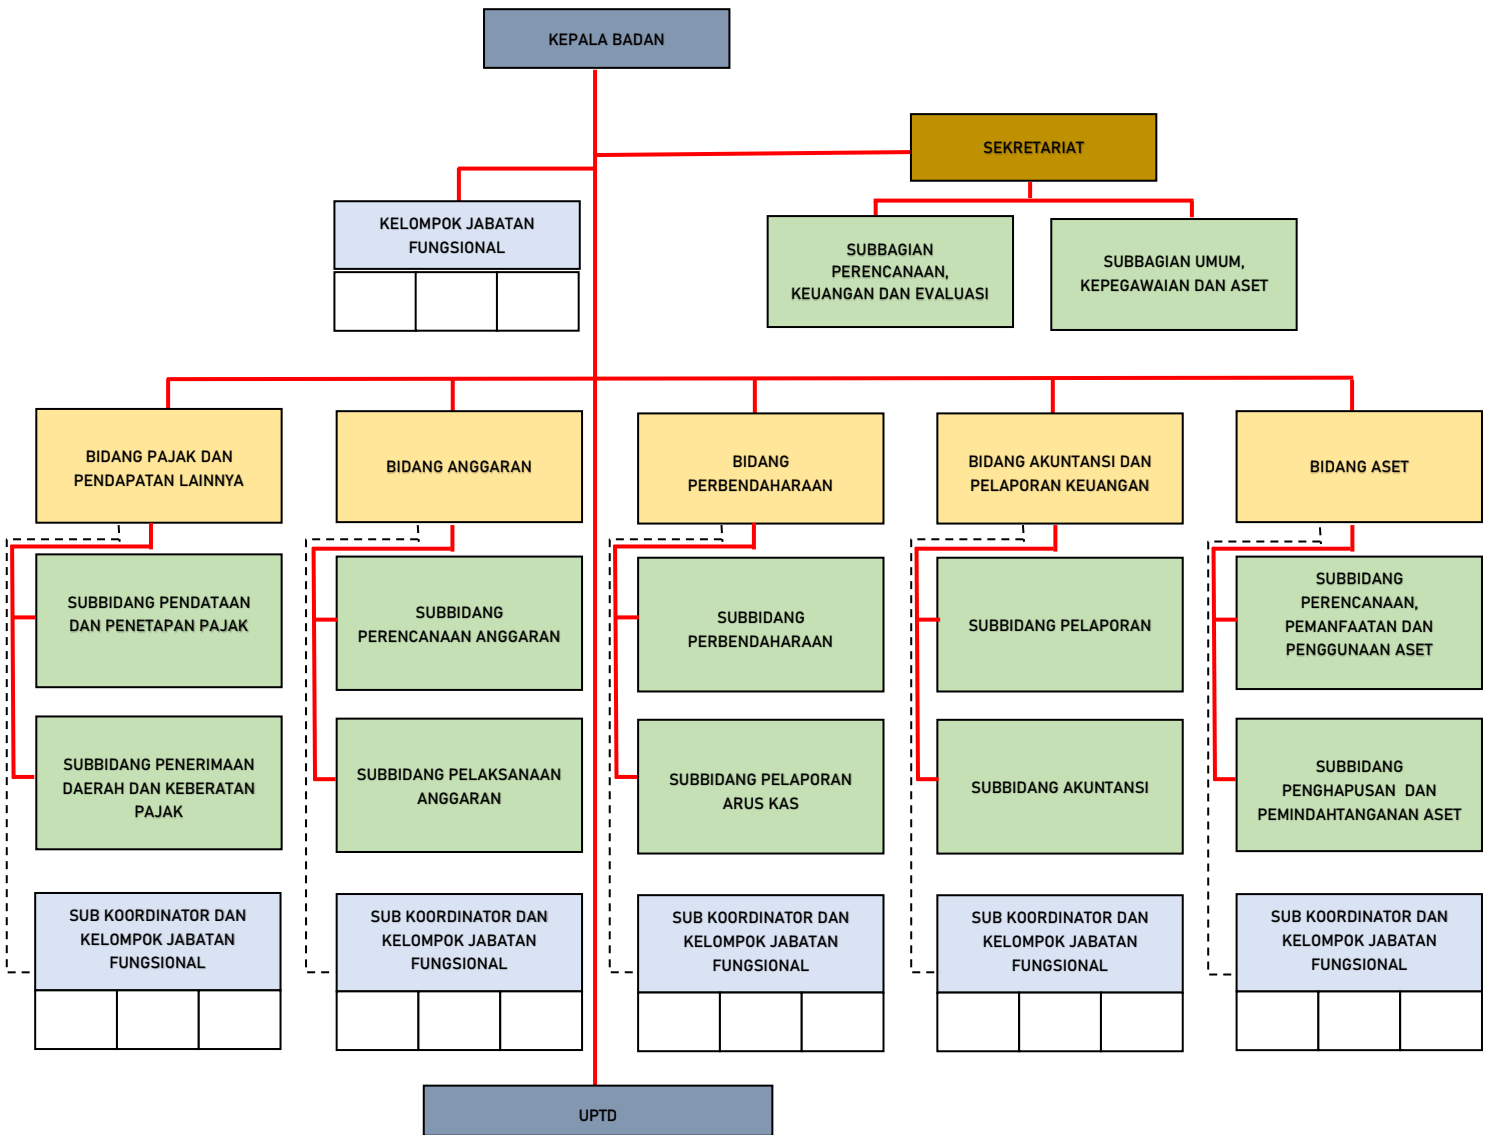 KEPALA BADAN
SEKRETARIAT
KELOMPOK JABATAN
FUNGSIONAL
SUBBAGIAN
PERENCANAAN,
KEUANGAN DAN EVALUASI
SUBBAGIAN UMUM,
KEPEGAWAIAN DAN ASET
BIDANG PAJAK DAN
PENDAPATAN LAINNYA
BIDANG ANGGARAN
BIDANG
PERBENDAHARAAN
BIDANG AKUNTANSI DAN
PELAPORAN KEUANGAN
BIDANG ASET
SUBBIDANG PENDATAAN
DAN PENETAPAN PAJAK
SUBBIDANG
PERENCANAAN ANGGARAN
SUBBIDANG
PERBENDAHARAAN
SUBBIDANG PELAPORAN
SUBBIDANG
PERENCANAAN,
PEMANFAATAN DAN
PENGGUNAAN ASET
SUBBIDANG PENERIMAAN
DAERAH DAN KEBERATAN
PAJAK
SUBBIDANG PELAKSANAAN
ANGGARAN
SUBBIDANG PELAPORAN
ARUS KAS
SUBBIDANG AKUNTANSI
SUBBIDANG
PENGHAPUSAN  DAN
PEMINDAHTANGANAN ASET
SUB KOORDINATOR DAN
KELOMPOK JABATAN
FUNGSIONAL
SUB KOORDINATOR DAN
KELOMPOK JABATAN
FUNGSIONAL
SUB KOORDINATOR DAN
KELOMPOK JABATAN
FUNGSIONAL
SUB KOORDINATOR DAN
KELOMPOK JABATAN
FUNGSIONAL
SUB KOORDINATOR DAN
KELOMPOK JABATAN
FUNGSIONAL
UPTD